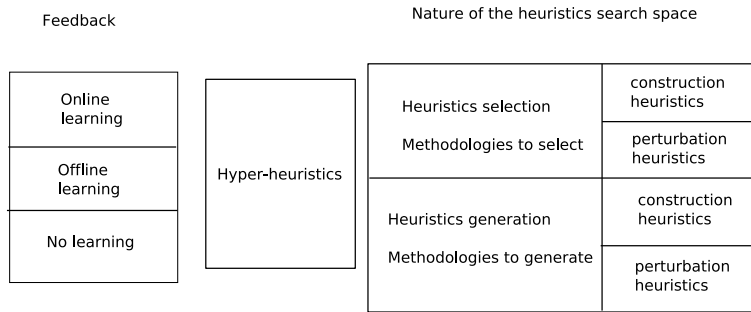 Feedback
Nature of the heuristics search space
Online
learning
Offline
learning
No learning
Hyper-heuristics
Heuristics selection
Methodologies to select
construction
heuristics
perturbation
heuristics
Heuristics generation
Methodologies to generate
construction
heuristics
perturbation
heuristics